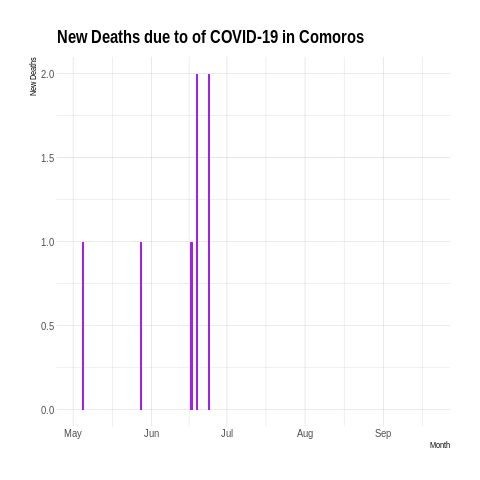 New Deaths due to of COVID-19 in Comoros
New Deaths
2.0
1.5
1.0
0.5
0.0
May Jun Jul Aug Sep
Month